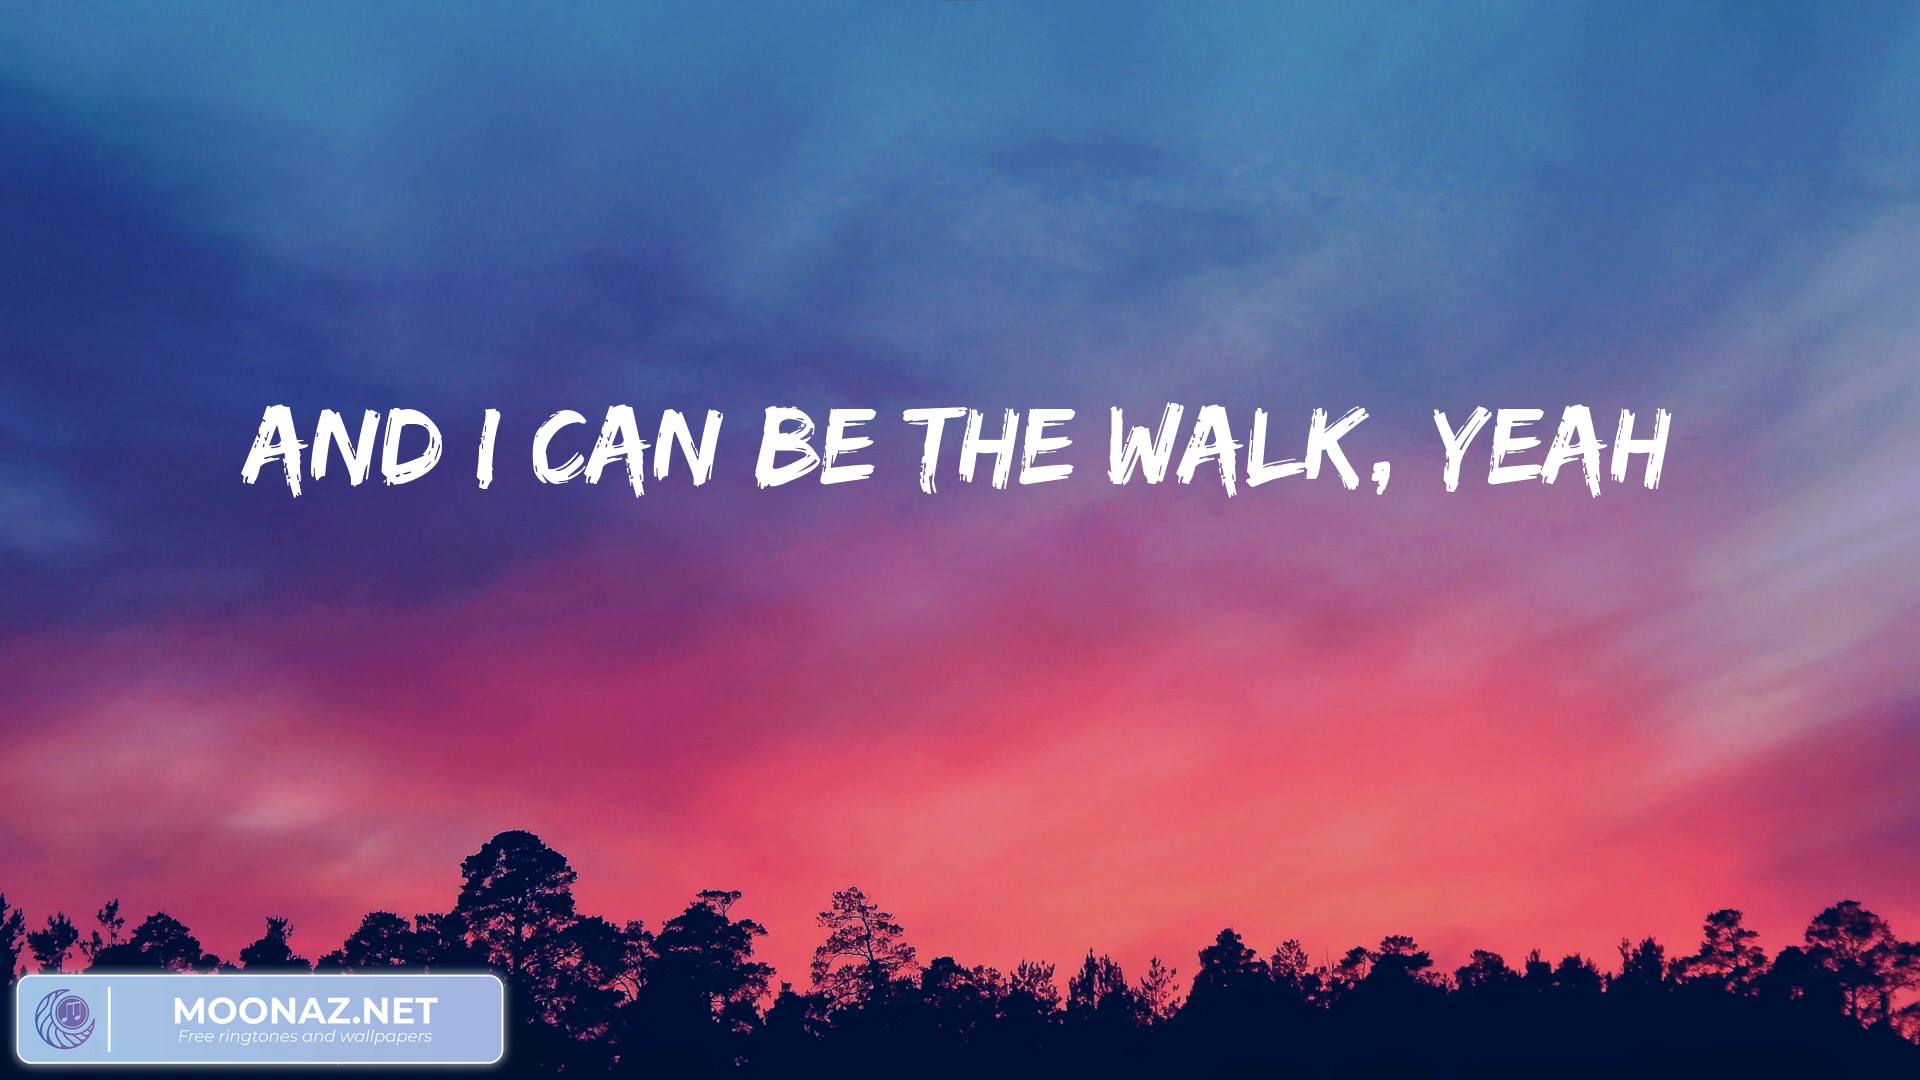 AND I CAN BE THE WALK, YEAH
MOONAZ.NET
Free ringtones and wallpapers